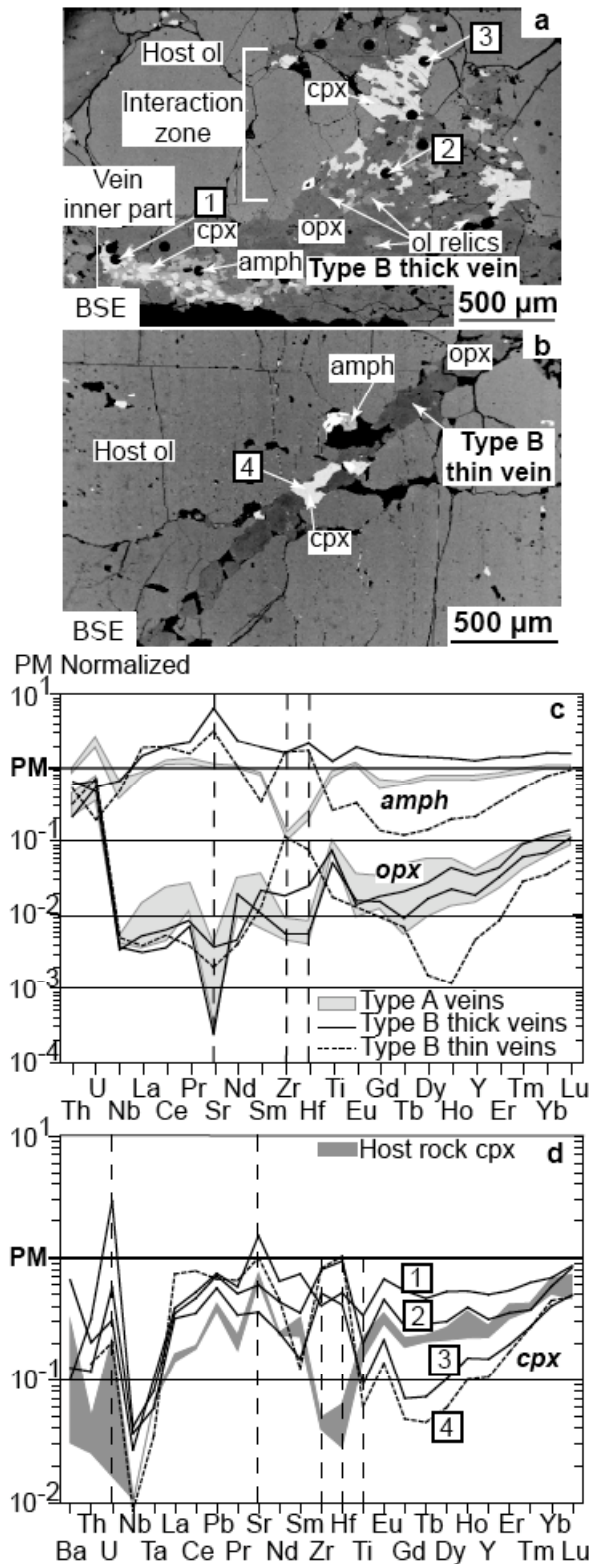 a
Host ol
3
Interaction
zone
cpx
2
Vein
inner part
1
cpx
opx
ol relics
amph
Type B thick vein
BSE
500 µm
b
opx
amph
Host ol
Type B
thin vein
4
cpx
BSE
500 µm
PM Normalized
10¹
c
PM
amph
10⁻¹
opx
10⁻²
10⁻³
Type A veins
Type B thick veins
Type B thin veins
10⁻⁴
U La Pr Nd Zr Ti Gd Dy Y Tm Lu
Th Nb Ce Sr Sm Hf Eu Tb Ho Er Yb
10¹
Host rock cpx
d
PM
1
2
10⁻¹
3
cpx
4
10⁻²
Th Nb La Pb Sr Sm Hf Eu Tb Ho Er Yb
Ba U Ta Ce Pr Nd Zr Ti Gd Dy Y Tm Lu